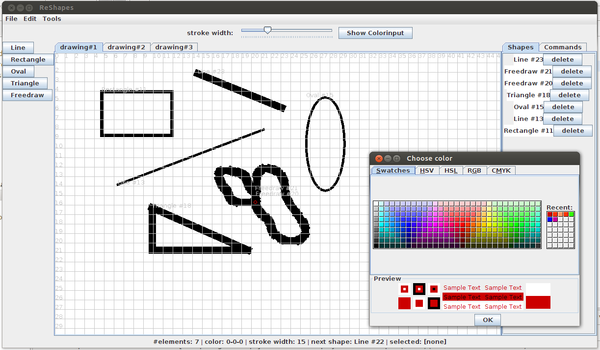 ReShapes
File Edit Tools
stroke width: Show Colorinput
Line
Rectangle
Oval
Triangle
Freedraw
drawing#1 drawing#2 drawing#3
Shapes Commands
Line #23 delete
Freedraw #21 delete
Freedraw #20 delete
Triangle #18 delete
Oval #15 delete
Line #13 delete
Rectangle #11 delete
Choose color
Swatches HSV HSL RGB CMYK
Recent:
Preview
Sample Text Sample Text
Sample Text Sample Text
Sample Text Sample Text
OK
#elements: 7 | color: 0-0-0 | stroke width: 15 | next shape: Line #22 | selected: [none]